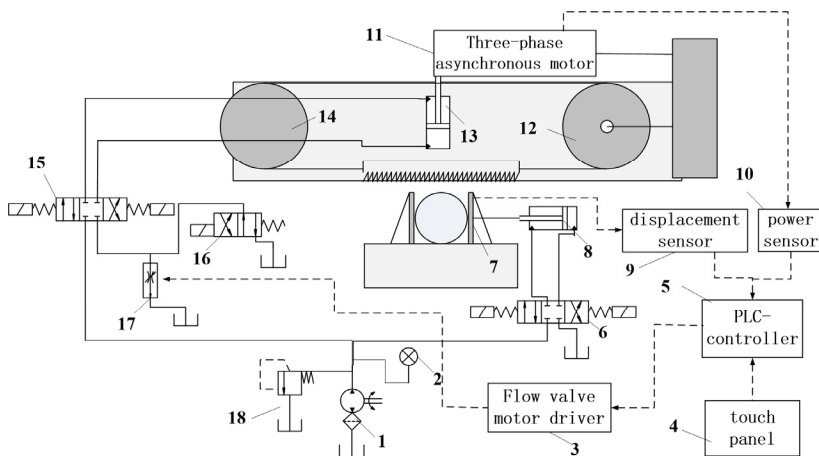 11
Three-phase
asynchronous motor
14
13
12
15
10
16
7
8
displacement
sensor
power
sensor
9
5
17
6
PLC-
controller
2
18
1
Flow valve
motor driver
3
4
touch
panel